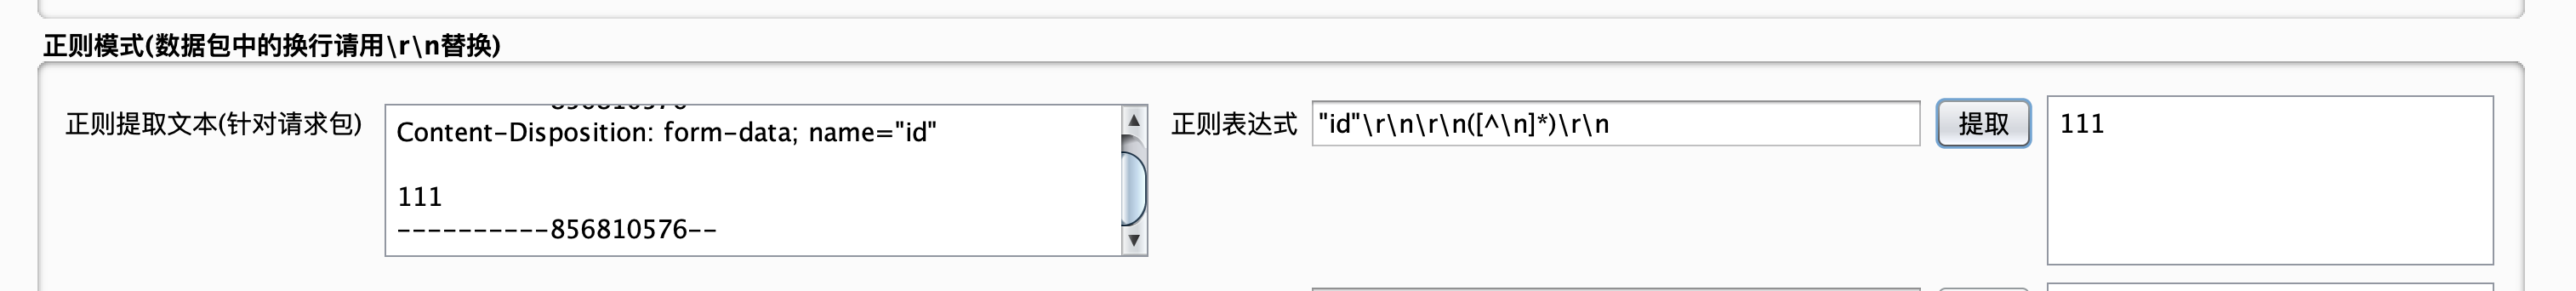 正则模式(数据包中的换行请用\r\n替换)
正则提取文本(针对请求包)
Content-Disposition: form-data; name="id"
111
----------856810576--
正则表达式
"id"\r\n\r\n([^\n]*)\r\n
提取
111